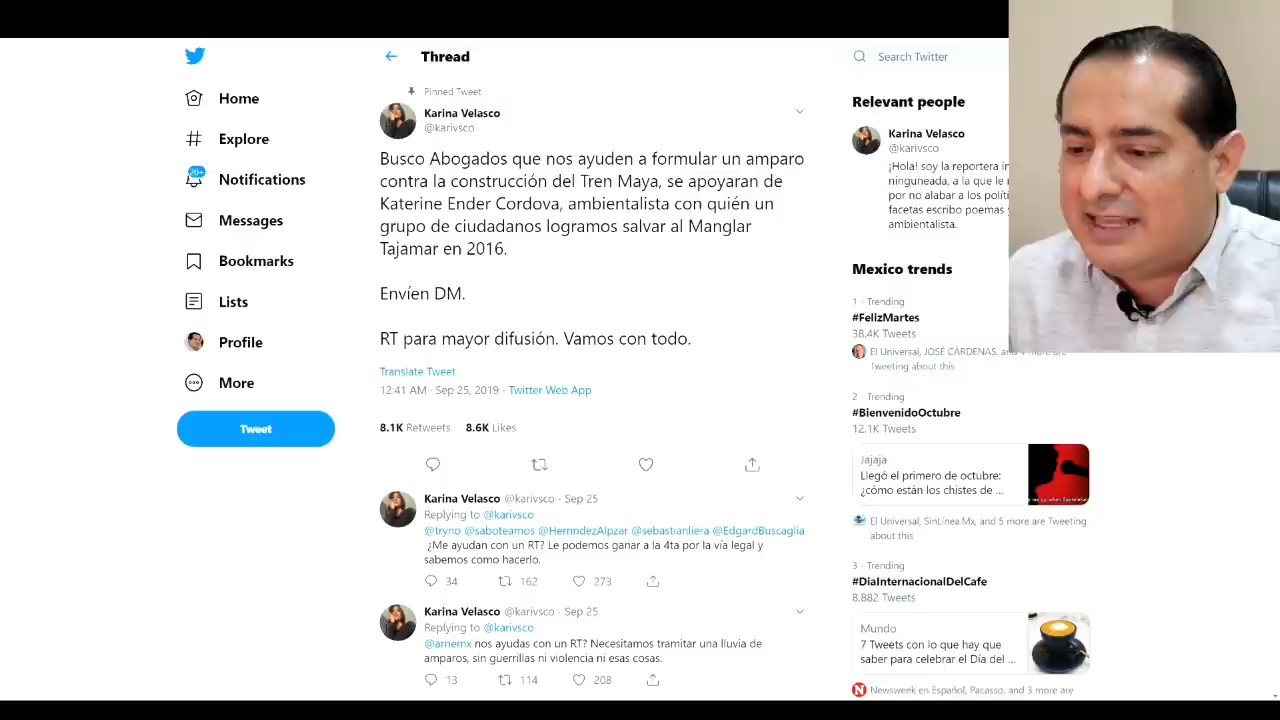 Home
Explore
20+
Notifications
Messages
Bookmarks
Lists
Profile
More
Tweet
Thread
Pinned Tweet
Karina Velasco
@karivsco
Busco Abogados que nos ayuden a formular un amparo
contra la construcción del Tren Maya, se apoyaran de
Katerine Ender Cordova, ambientalista con quién un
grupo de ciudadanos logramos salvar al Manglar
Tajamar en 2016.
Envíen DM.
RT para mayor difusión. Vamos con todo.
Translate Tweet
12:41 AM · Sep 25, 2019 · Twitter Web App
8.1K Retweets 8.6K Likes
Karina Velasco @karivsco · Sep 25
Replying to @karivsco
@tryno @saboteamos @HernndezAlpzar @sebastianliera @EdgardBuscaglia
¿Me ayudan con un RT? Le podemos ganar a la 4ta por la vía legal y
sabemos como hacerlo.
34 162 273
Karina Velasco @karivsco · Sep 25
Replying to @karivsco
@arnemx nos ayudas con un RT? Necesitamos tramitar una lluvia de
amparos, sin guerrillas ni violencia ni esas cosas.
13 114 208
Search Twitter
Relevant people
Karina Velasco
@karivsco
¡Hola! soy la reportera
ninguneada, a la que le
por no alabar a los
facetas escribo poemas
ambientalista.
Mexico trends
1 · Trending
#FelizMartes
38.4K Tweets
El Universal, JOSÉ CÁRDENAS, and more are
Tweeting about this
2 · Trending
#BienvenidoOctubre
12.1K Tweets
Jajaja
Llegó el primero de octubre:
¿cómo están los chistes de ...
El Universal, SinLínea.Mx, and 5 more are Tweeting
about this
3 · Trending
#DiaInternacionalDelCafe
8,882 Tweets
Mundo
7 Tweets con lo que hay que
saber para celebrar el Día del ...
N Newsweek en Español, Pacasso, and 3 more are